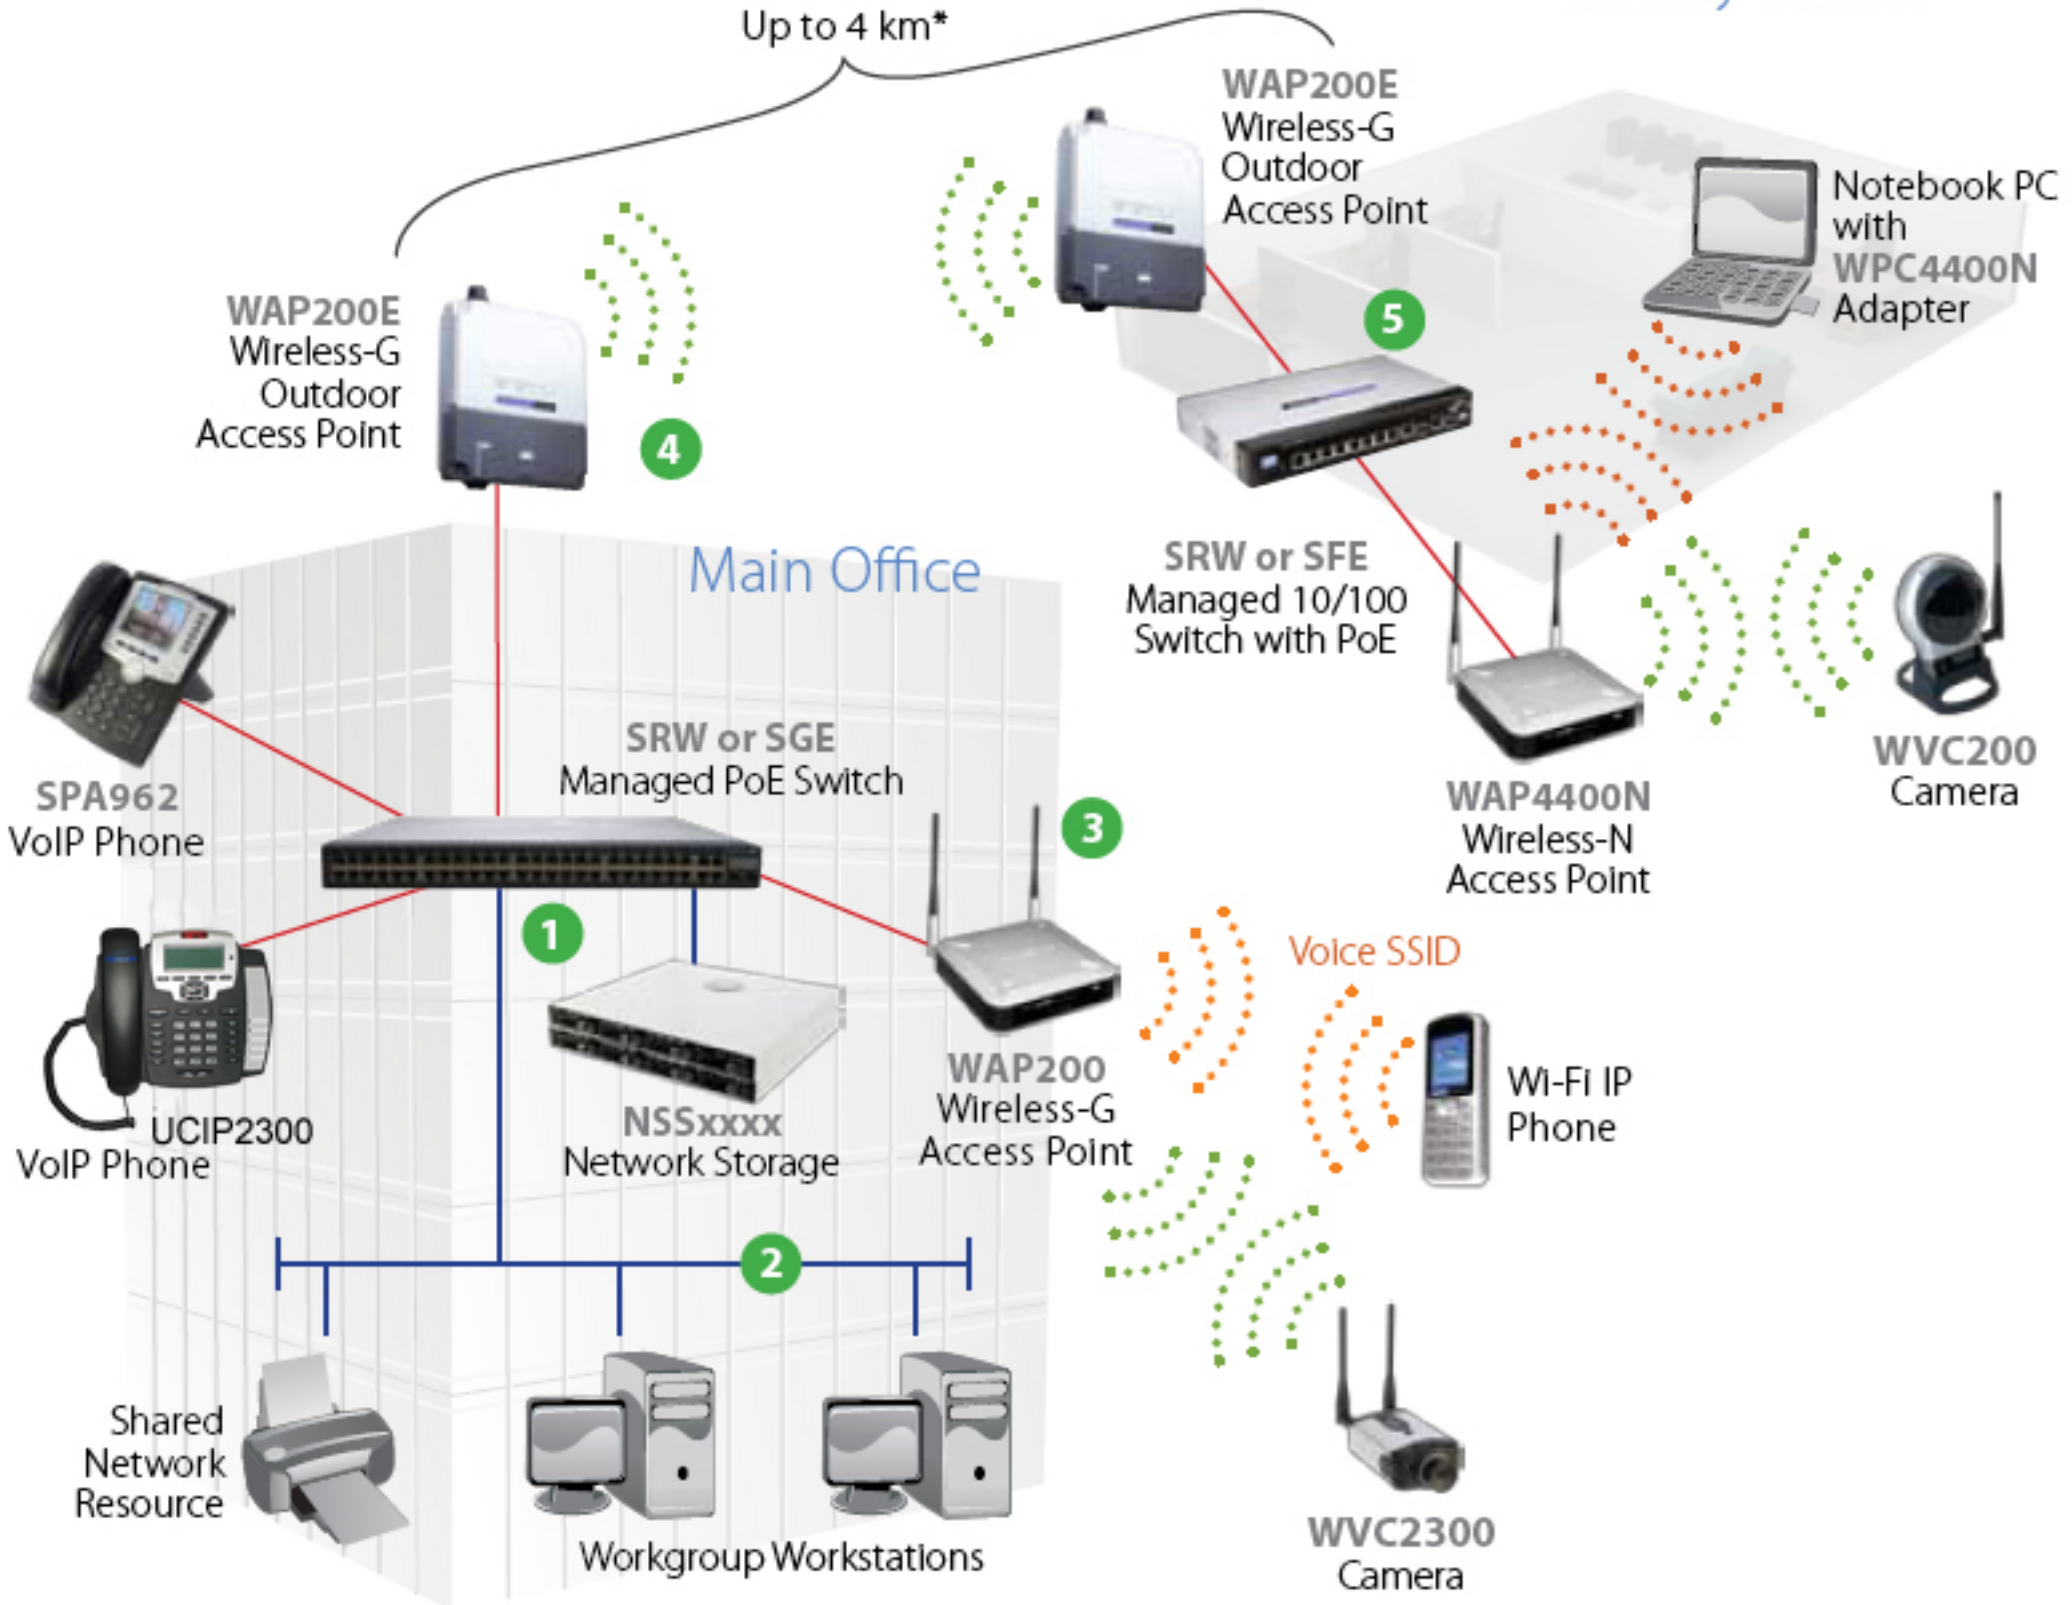 Up to 4 km*
WAP200E
Wireless-G
Outdoor
Access Point
Notebook PC
with
WPC4400N
Adapter
WAP200E
Wireless-G
Outdoor
Access Point
5
4
Main Office
SRW or SFE
Managed 10/100
Switch with PoE
SRW or SGE
Managed PoE Switch
WVC200
Camera
SPA962
VoIP Phone
WAP4400N
Wireless-N
Access Point
3
1
Voice SSID
WAP200
Wireless-G
Access Point
Wi-Fi IP
Phone
NSSxxxx
Network Storage
UCIP2300
VoIP Phone
2
Shared
Network
Resource
Workgroup Workstations
WVC2300
Camera